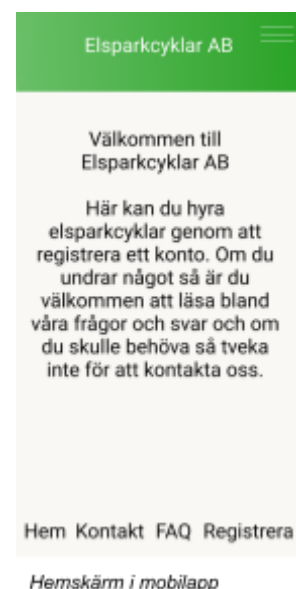 Elsparkcyklar AB
Välkommen till
Elsparkcyklar AB
Här kan du hyra
elsparkcyklar genom att
registrera ett konto. Om du
undrar något så är du
välkommen att läsa bland
våra frågor och svar och om
du skulle behöva så tveka
inte för att kontakta oss.
Hem Kontakt FAQ Registrera
Hemskärm i mobilapp